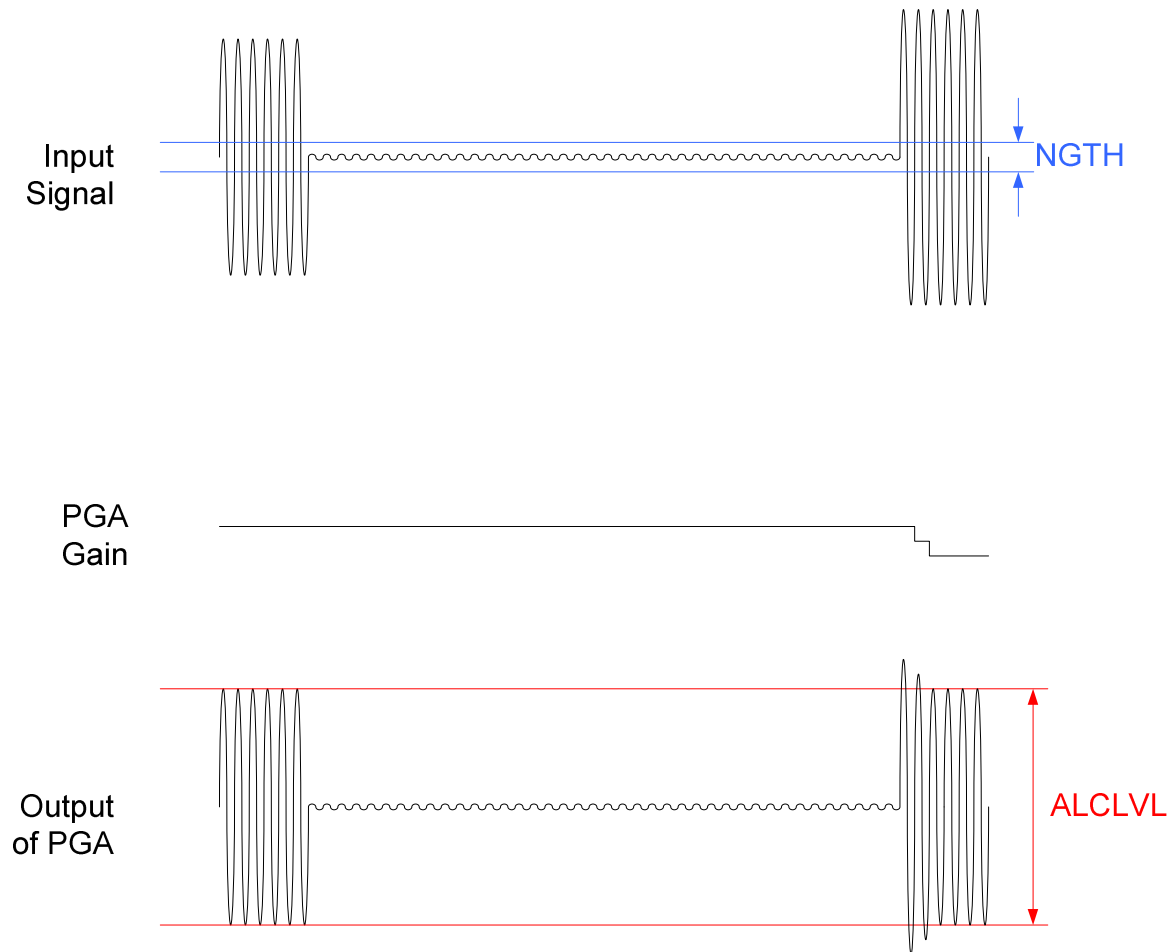 Input
Signal
NGTH
PGA
Gain
Output
of PGA
ALCLVL